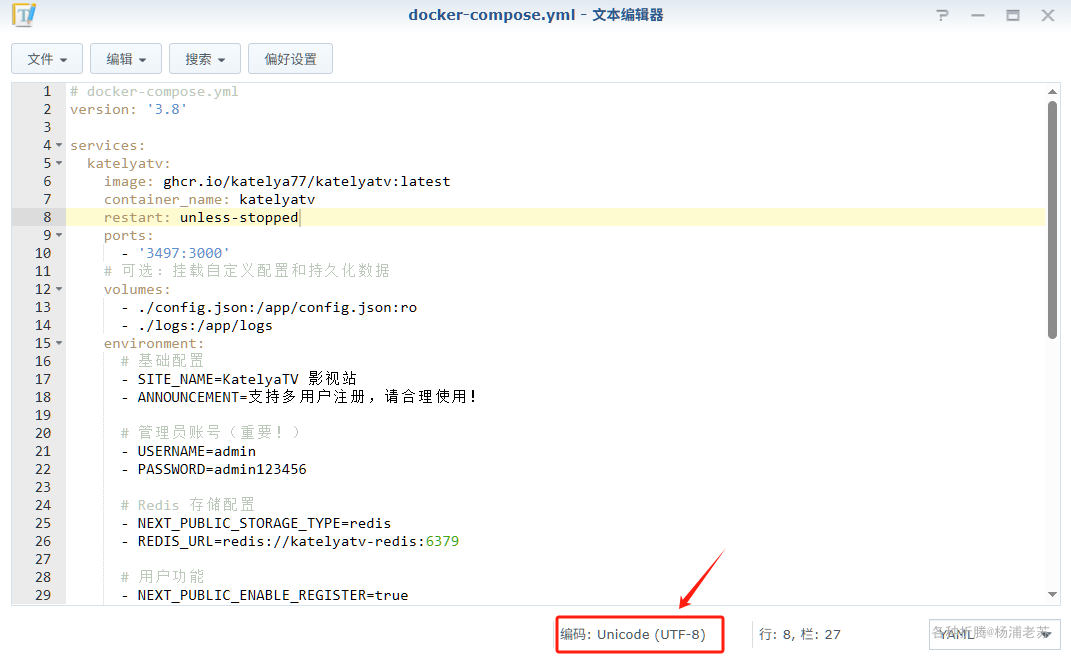 docker-compose.yml - 文本编辑器
文件 编辑 搜索 偏好设置
1 # docker-compose.yml
2 version: '3.8'
3
4 services:
5 katelyatv:
6 image: ghcr.io/katelya77/katelyatv:latest
7 container_name: katelyatv
8 restart: unless-stopped
9 ports:
10 - '3497:3000'
11 # 可选：挂载自定义配置和持久化数据
12 volumes:
13 - ./config.json:/app/config.json:ro
14 - ./logs:/app/logs
15 environment:
16 # 基础配置
17 - SITE_NAME=KatelyaTV 影视站
18 - ANNOUNCEMENT=支持多用户注册，请合理使用！
19
20 # 管理员账号（重要！）
21 - USERNAME=admin
22 - PASSWORD=admin123456
23
24 # Redis 存储配置
25 - NEXT_PUBLIC_STORAGE_TYPE=redis
26 - REDIS_URL=redis://katelyatv-redis:6379
27
28 # 用户功能
29 - NEXT_PUBLIC_ENABLE_REGISTER=true
编码: Unicode (UTF-8) 行: 8, 栏: 27 YAML
各种折腾@杨浦老苏